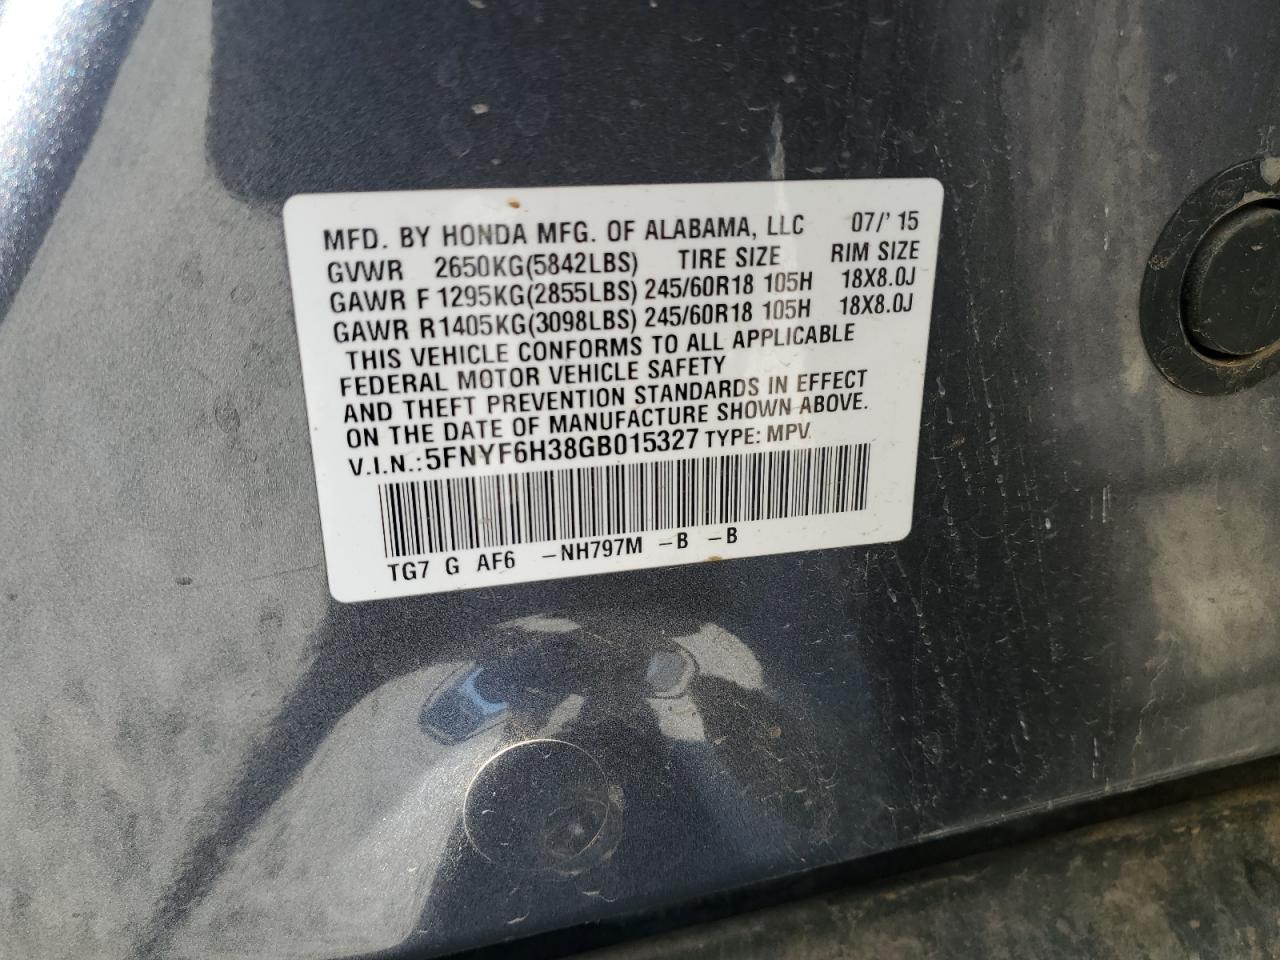 MFD. BY HONDA MFG. OF ALABAMA, LLC 07/' 15
GVWR 2650KG(5842LBS) TIRE SIZE RIM SIZE
GAWR F 1295KG(2855LBS) 245/60R18 105H 18X8.0J
GAWR R1405KG(3098LBS) 245/60R18 105H 18X8.0J
THIS VEHICLE CONFORMS TO ALL APPLICABLE
FEDERAL MOTOR VEHICLE SAFETY
AND THEFT PREVENTION STANDARDS IN EFFECT
ON THE DATE OF MANUFACTURE SHOWN ABOVE.
V.I.N.:5FNYF6H38GB015327 TYPE: MPV
TG7 G AF6 -NH797M -B -B